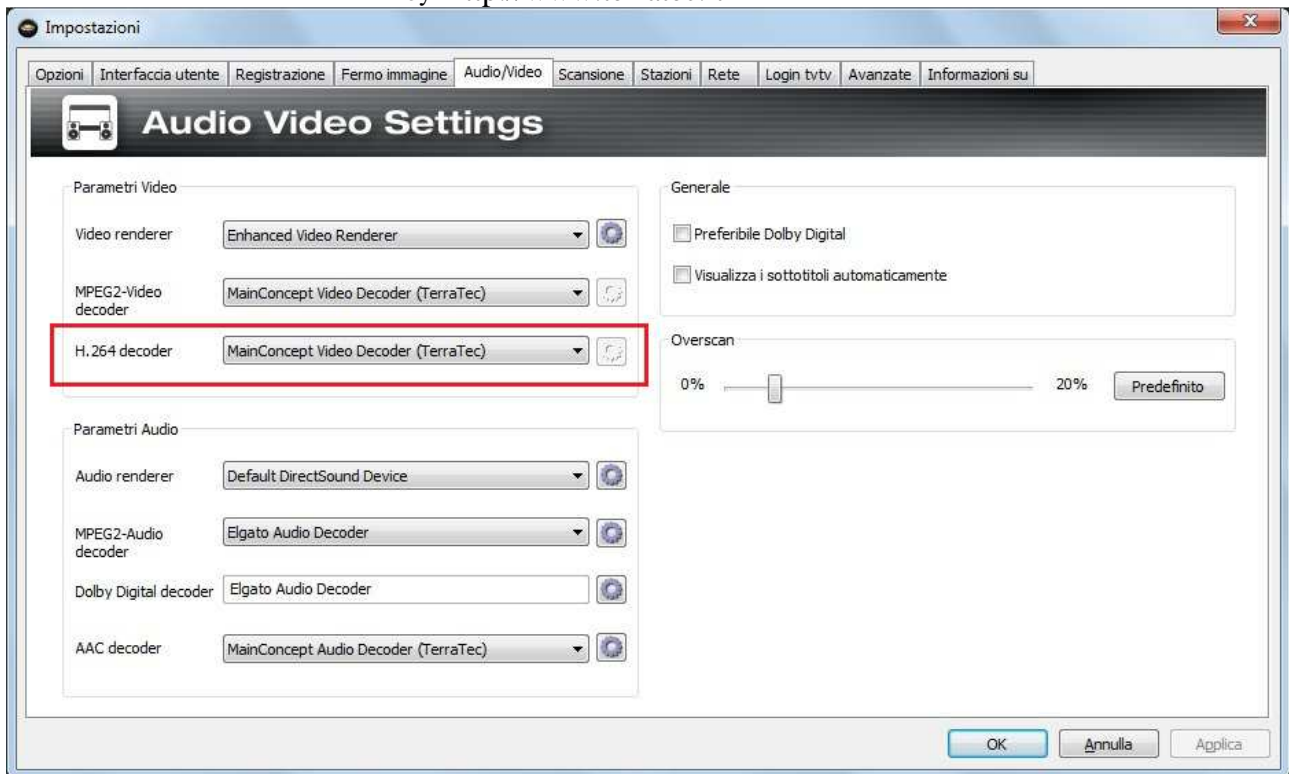 Impostazioni
Opzioni Interfaccia utente Registrazione Fermo immagine Audio/Video Scansione Stazioni Rete Login tvtv Avanzate Informazioni su
Audio Video Settings
Parametri Video
Video renderer Enhanced Video Renderer
MPEG2-Video decoder MainConcept Video Decoder (TerraTec)
H.264 decoder MainConcept Video Decoder (TerraTec)
Parametri Audio
Audio renderer Default DirectSound Device
MPEG2-Audio decoder Elgato Audio Decoder
Dolby Digital decoder Elgato Audio Decoder
AAC decoder MainConcept Audio Decoder (TerraTec)
Generale
Preferibile Dolby Digital
Visualizza i sottotitoli automaticamente
Overscan
0% 20% Predefinito
OK Annulla Applica